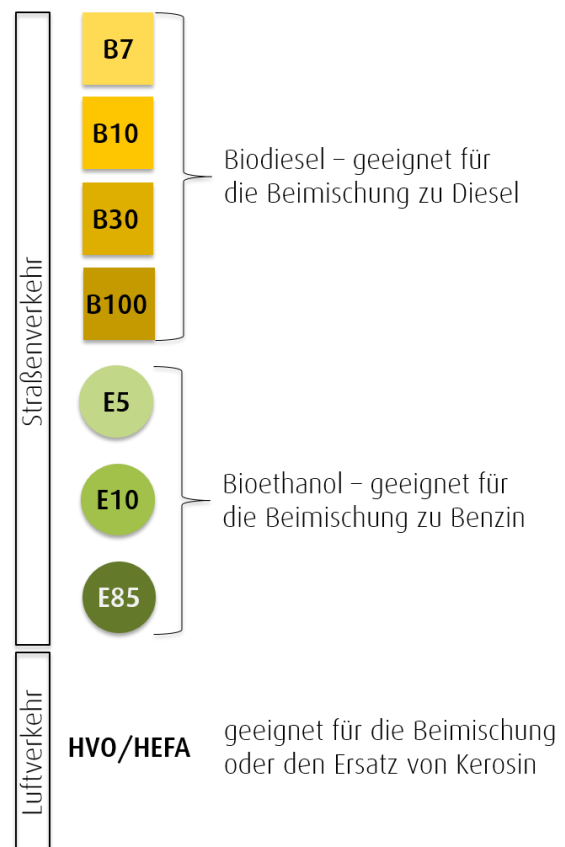 Straßenverkehr
B7
B10
B30
B100
Biodiesel – geeignet für
die Beimischung zu Diesel
E5
E10
E85
Bioethanol – geeignet für
die Beimischung zu Benzin
Luftverkehr
HVO/HEFA
geeignet für die Beimischung
oder den Ersatz von Kerosin